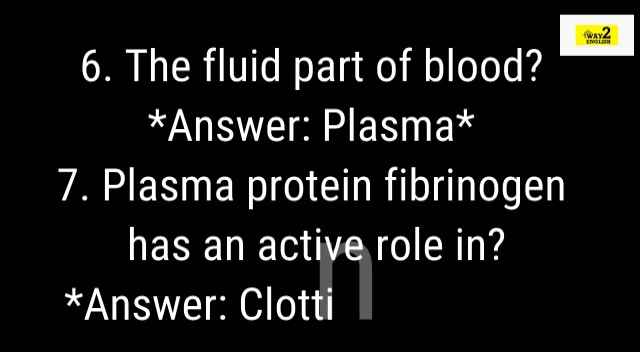 WAY2
ENGLISH
6. The fluid part of blood?
*Answer: Plasma*
7. Plasma protein fibrinogen
has an active role in?
*Answer: Clotti
n